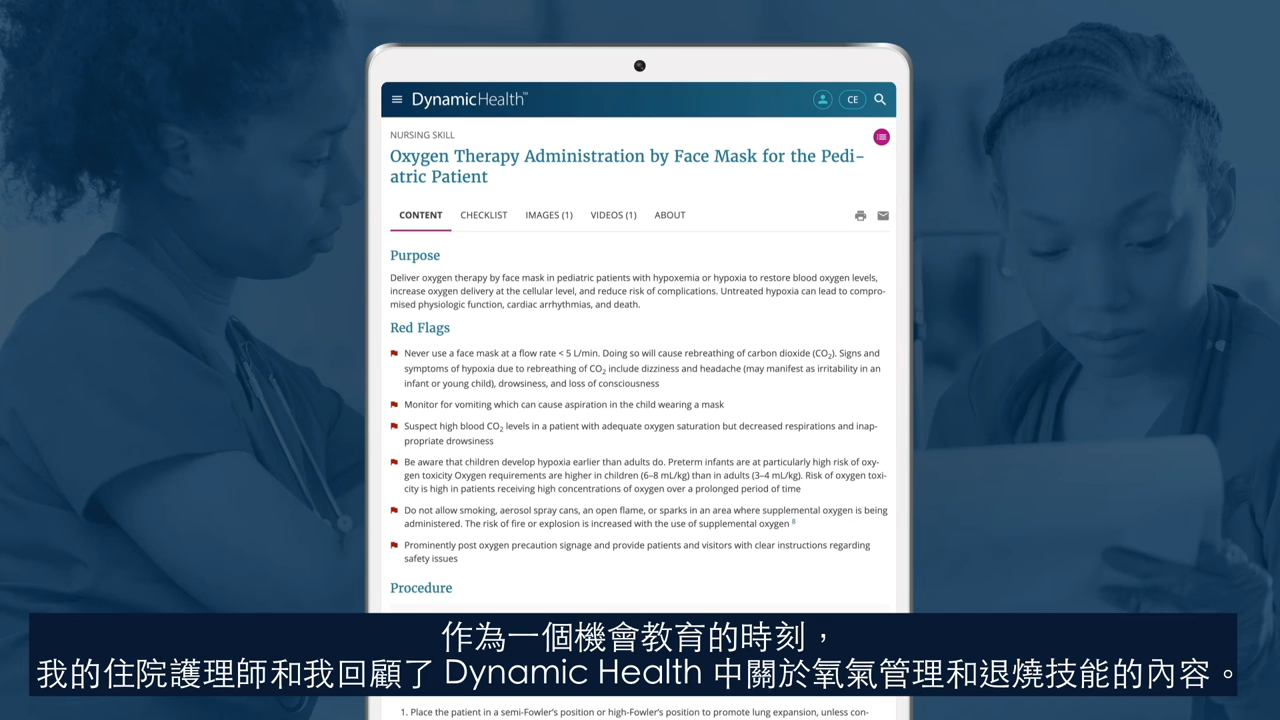 DynamicHealth™
CE
NURSING SKILL
Oxygen Therapy Administration by Face Mask for the Pedi-
atric Patient
CONTENT CHECKLIST IMAGES (1) VIDEOS (1) ABOUT
Purpose
Deliver oxygen therapy by face mask in pediatric patients with hypoxemia or hypoxia to restore blood oxygen levels,
increase oxygen delivery at the cellular level, and reduce risk of complications. Untreated hypoxia can lead to compro-
mised physiologic function, cardiac arrhythmias, and death.
Red Flags
Never use a face mask at a flow rate < 5 L/min. Doing so will cause rebreathing of carbon dioxide (CO₂). Signs and
symptoms of hypoxia due to rebreathing of CO₂ include dizziness and headache (may manifest as irritability in an
infant or young child), drowsiness, and loss of consciousness
Monitor for vomiting which can cause aspiration in the child wearing a mask
Suspect high blood CO₂ levels in a patient with adequate oxygen saturation but decreased respirations and inap-
propriate drowsiness
Be aware that children develop hypoxia earlier than adults do. Preterm infants are at particularly high risk of oxy-
gen toxicity Oxygen requirements are higher in children (6–8 mL/kg) than in adults (3–4 mL/kg). Risk of oxygen toxi-
city is high in patients receiving high concentrations of oxygen over a prolonged period of time
Do not allow smoking, aerosol spray cans, an open flame, or sparks in an area where supplemental oxygen is being
administered. The risk of fire or explosion is increased with the use of supplemental oxygen ⁸
Prominently post oxygen precaution signage and provide patients and visitors with clear instructions regarding
safety issues
Procedure
作為一個機會教育的時刻，
我的住院護理師和我回顧了 Dynamic Health 中關於氧氣管理和退燒技能的內容。
1. Place the patient in a semi-Fowler's position or high-Fowler's position to promote lung expansion, unless con-